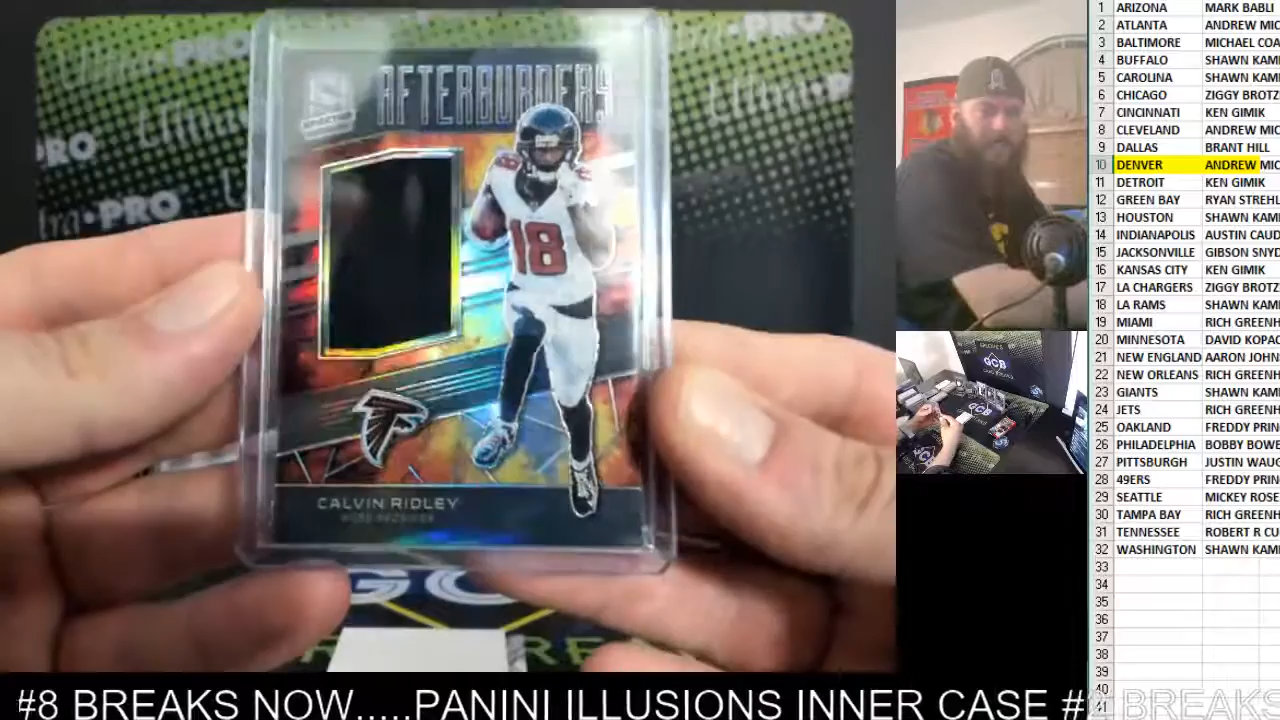 PRO
PRO
Ultra•PRO
AFTERBURNERS
18
18
CALVIN RIDLEY
WIDE RECEIVER
GC
GCB
GCB
1 ARIZONA MARK BABLI
2 ATLANTA ANDREW MIC
3 BALTIMORE MICHAEL COA
4 BUFFALO SHAWN KAM
5 CAROLINA SHAWN KAM
6 CHICAGO ZIGGY BROTZ
7 CINCINNATI KEN GIMIK
8 CLEVELAND ANDREW MIC
9 DALLAS BRANT HILL
10 DENVER ANDREW MIC
11 DETROIT KEN GIMIK
12 GREEN BAY RYAN STREHL
13 HOUSTON SHAWN KAM
14 INDIANAPOLIS AUSTIN CAUD
15 JACKSONVILLE GIBSON SNYD
16 KANSAS CITY KEN GIMIK
17 LA CHARGERS ZIGGY BROTZ
18 LA RAMS SHAWN KAM
19 MIAMI RICH GREENH
20 MINNESOTA DAVID KOPAC
21 NEW ENGLAND AARON JOHN
22 NEW ORLEANS RICH GREENH
23 GIANTS SHAWN KAM
24 JETS RICH GREENH
25 OAKLAND FREDDY PRIN
26 PHILADELPHIA BOBBY BOWE
27 PITTSBURGH JUSTIN WAUG
28 49ERS FREDDY PRIN
29 SEATTLE MICKEY ROSE
30 TAMPA BAY RICH GREENH
31 TENNESSEE ROBERT R CU
32 WASHINGTON SHAWN KAM
33
34
35
36
37
38
39
40
41
#8 BREAKS NOW.....PANINI ILLUSIONS INNER CASE # BREAKS